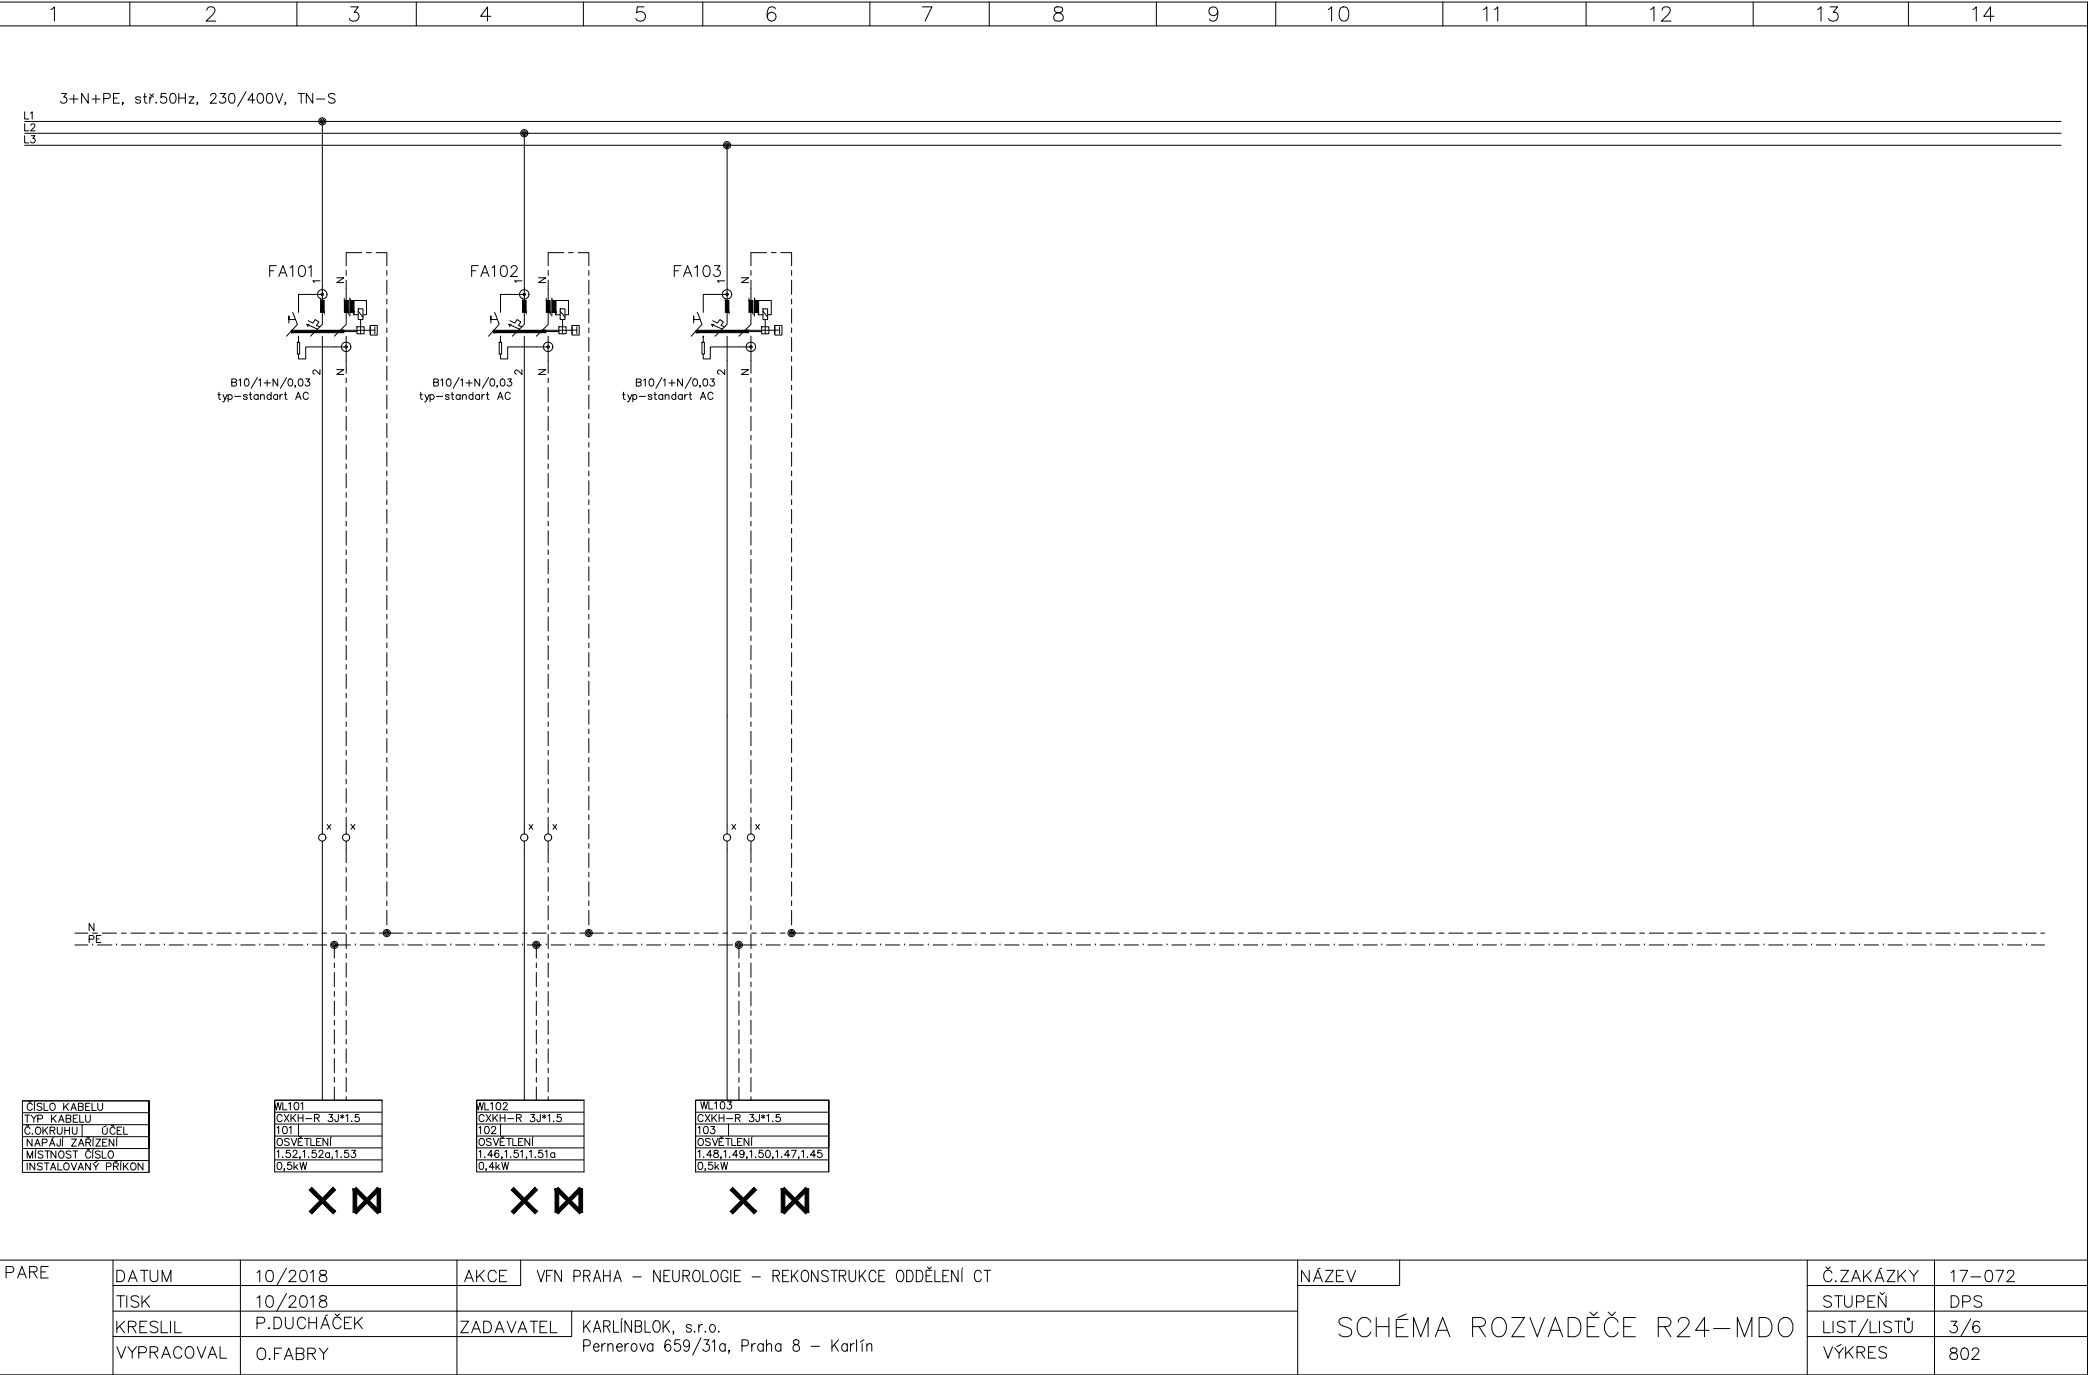 1 2 3 4 5 6 7 8 9 10 11 12 13 14
3+N+PE, stř.50Hz, 230/400V, TN-S
L1
L2
L3
FA101 1 N
FA102 1 N
FA103 1 N
2 N
2 N
2 N
B10/1+N/0,03
typ-standart AC
B10/1+N/0,03
typ-standart AC
B10/1+N/0,03
typ-standart AC
x x
x x
x x
N
PE
ČÍSLO KABELU
TYP KABELU
Č.OKRUHU ÚČEL
NAPÁJÍ ZAŘÍZENÍ
MÍSTNOST ČÍSLO
INSTALOVANÝ PŘÍKON
WL101
CXKH-R 3J*1.5
101
OSVĚTLENÍ
1.52,1.52a,1.53
0,5kW
WL102
CXKH-R 3J*1.5
102
OSVĚTLENÍ
1.46,1.51,1.51a
0,4kW
WL103
CXKH-R 3J*1.5
103
OSVĚTLENÍ
1.48,1.49,1.50,1.47,1.45
0,5kW
PARE
DATUM 10/2018
TISK 10/2018
KRESLIL P.DUCHÁČEK
VYPRACOVAL O.FABRY
AKCE VFN PRAHA - NEUROLOGIE - REKONSTRUKCE ODDĚLENÍ CT
ZADAVATEL KARLÍNBLOK, s.r.o.
Pernerova 659/31a, Praha 8 - Karlín
NÁZEV
SCHÉMA ROZVADĚČE R24-MDO
Č.ZAKÁZKY 17-072
STUPEŇ DPS
LIST/LISTŮ 3/6
VÝKRES 802